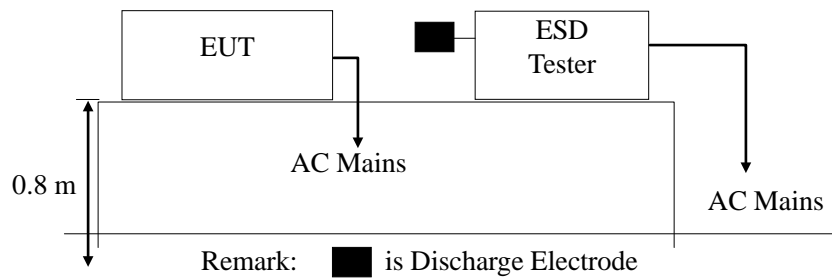 EUT
ESD
Tester
AC Mains
0.8 m
AC Mains
Remark: is Discharge Electrode